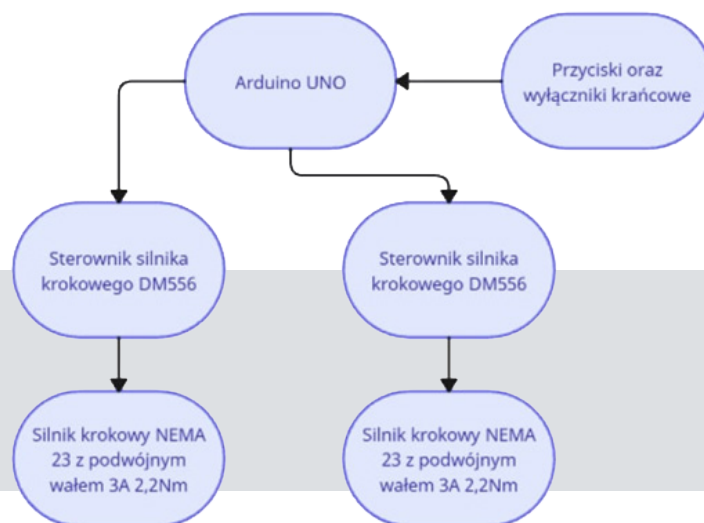 Arduino UNO
Przyciski oraz
wyłączniki krańcowe
Sterownik silnika
krokowego DM556
Sterownik silnika
krokowego DM556
Silnik krokowy NEMA
23 z podwójnym
wałem 3A 2,2Nm
Silnik krokowy NEMA
23 z podwójnym
wałem 3A 2,2Nm